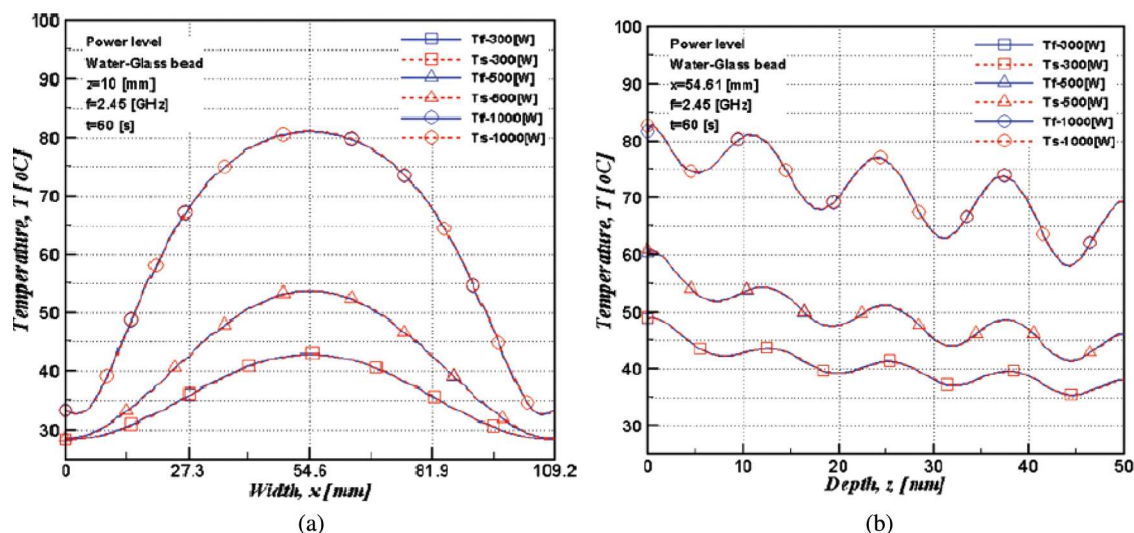 100
90
80
70
60
50
40
30
Temperature, T [oC]
Power level
Water-Glass bead
z=10 [mm]
f=2.45 [GHz]
t=60 [s]
Tf-300[W]
Ts-300[W]
Tf-500[W]
Ts-500[W]
Tf-1000[W]
Ts-1000[W]
0 27.3 54.6 81.9 109.2
Width, x [mm]
(a)
100
90
80
70
60
50
40
30
Temperature, T [oC]
Power level
Water-Glass bead
x=54.61 [mm]
f=2.45 [GHz]
t=60 [s]
Tf-300[W]
Ts-300[W]
Tf-500[W]
Ts-500[W]
Tf-1000[W]
Ts-1000[W]
0 10 20 30 40 50
Depth, z [mm]
(b)